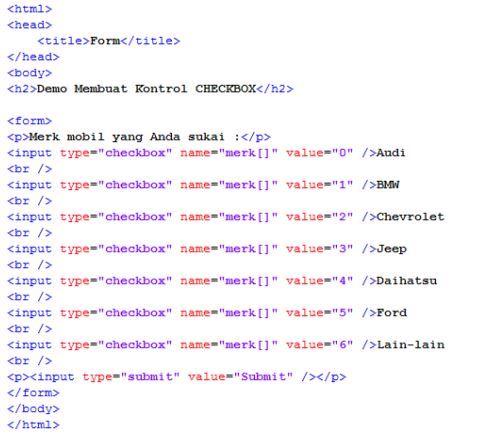 <html>
<head>
    <title>Form</title>
</head>
<body>
<h2>Demo Membuat Kontrol CHECKBOX</h2>
<form>
<p>Merk mobil yang Anda sukai :</p>
<input type="checkbox" name="merk[]" value="0" />Audi
<br />
<input type="checkbox" name="merk[]" value="1" />BMW
<br />
<input type="checkbox" name="merk[]" value="2" />Chevrolet
<br />
<input type="checkbox" name="merk[]" value="3" />Jeep
<br />
<input type="checkbox" name="merk[]" value="4" />Daihatsu
<br />
<input type="checkbox" name="merk[]" value="5" />Ford
<br />
<input type="checkbox" name="merk[]" value="6" />Lain-lain
<br />
<p><input type="submit" value="Submit" /></p>
</form>
</body>
</html>